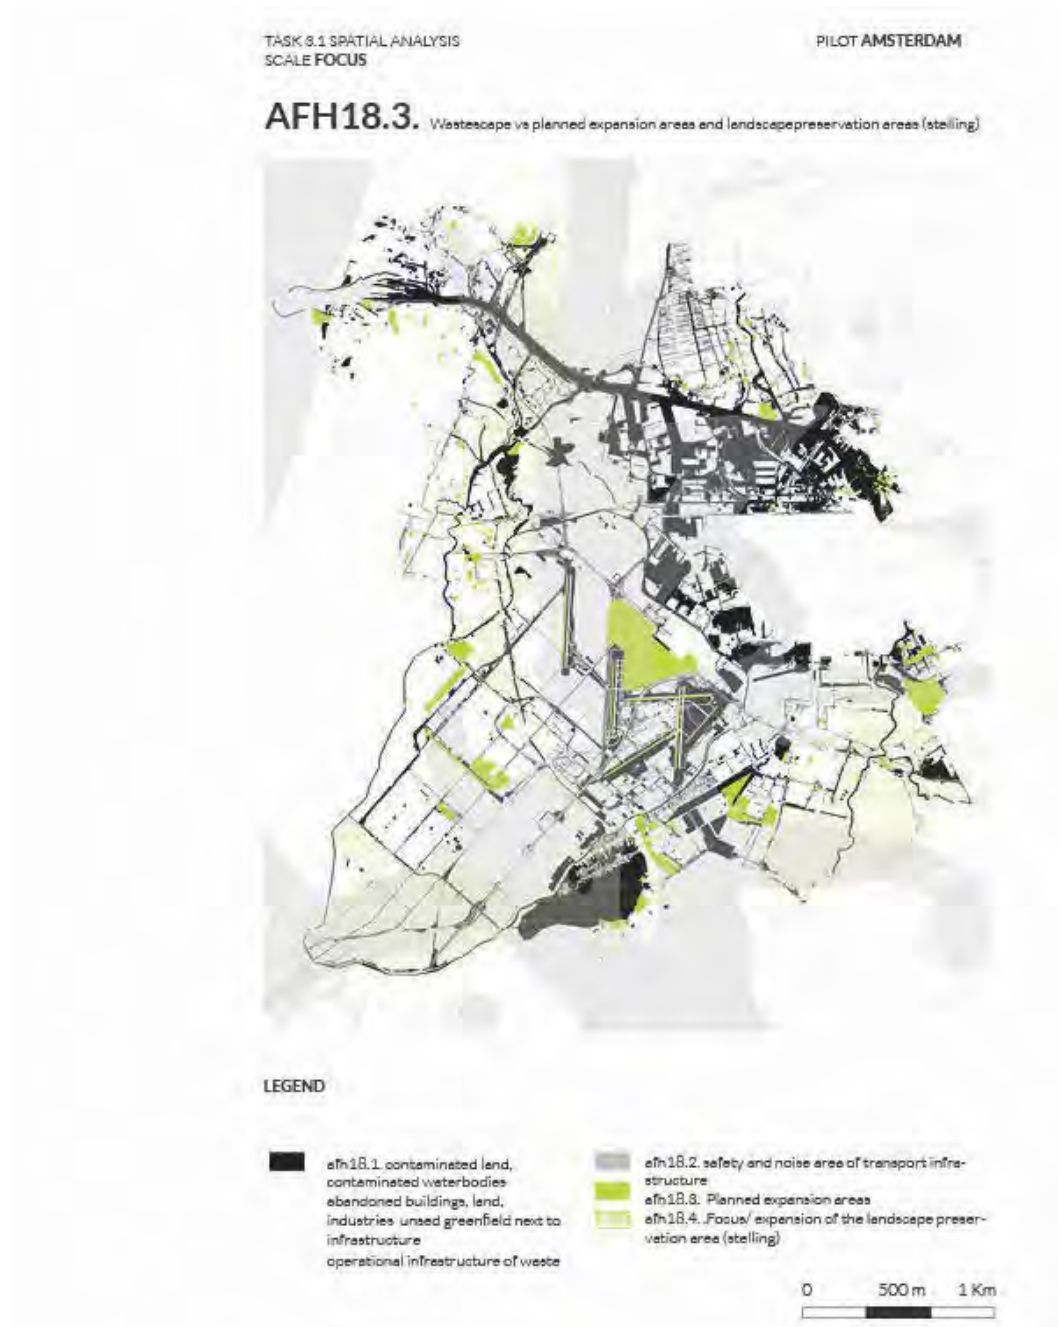 TASK 3.1 SPATIAL ANALYSIS
SCALE FOCUS
PILOT AMSTERDAM
AFH18.3. Wastescape vs planned expansion areas and landscapepreservation areas (stelling)
LEGEND
afh18.1. contaminated land,
contaminated waterbodies
abandoned buildings, land,
industries unsed greenfield next to
infrastructure
operational infrastructure of waste
afh18.2. safety and noise area of transport infra-
structure
afh18.3. Planned expansion areas
afh18.4. .Focus/ expansion of the landscape preser-
vation area (stelling)
0 500 m 1 Km